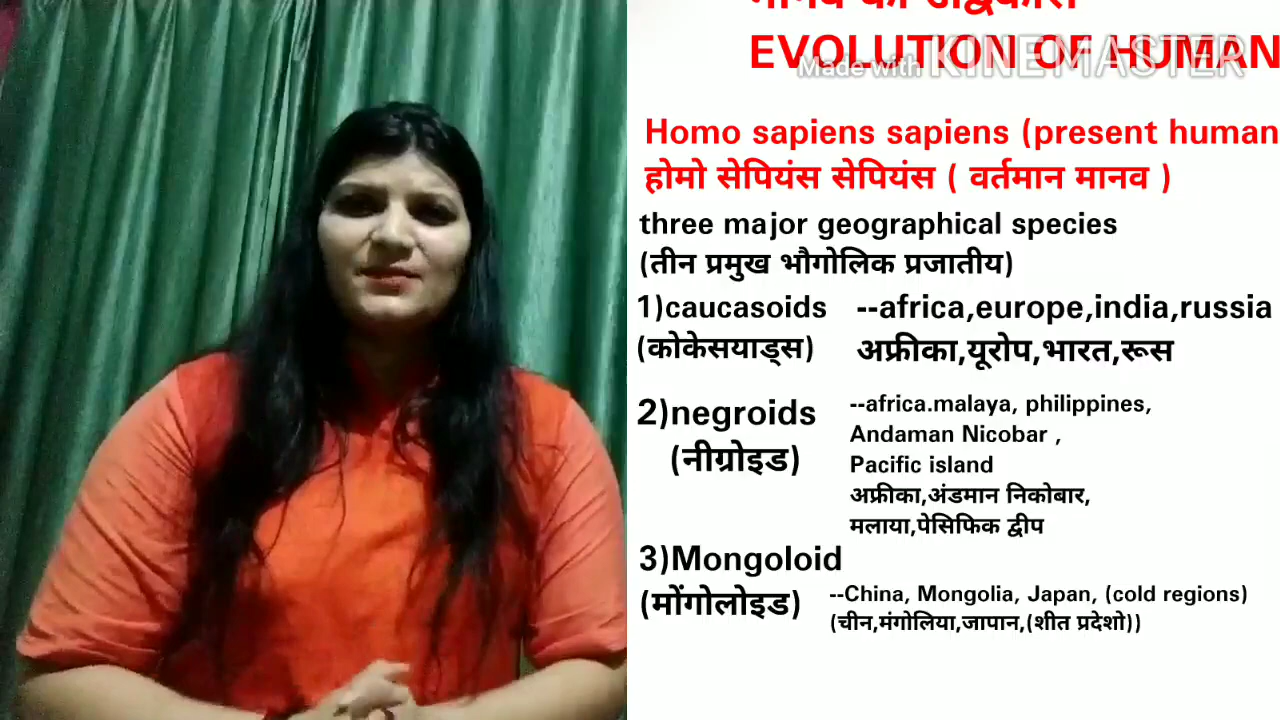 EVOLUTION OF HUMAN
Made with KINEMASTER
Homo sapiens sapiens (present human
होमो सेपियंस सेपियंस ( वर्तमान मानव )
three major geographical species
(तीन प्रमुख भौगोलिक प्रजातीय)
1)caucasoids --africa,europe,india,russia
(कोकेसयाड्स) अफ्रीका,यूरोप,भारत,रूस
2)negroids --africa.malaya, philippines,
Andaman Nicobar ,
(नीग्रोइड) Pacific island
अफ्रीका,अंडमान निकोबार,
मलाया,पेसिफिक द्वीप
3)Mongoloid
(मोंगोलोइड) --China, Mongolia, Japan, (cold regions)
(चीन,मंगोलिया,जापान,(शीत प्रदेशो))